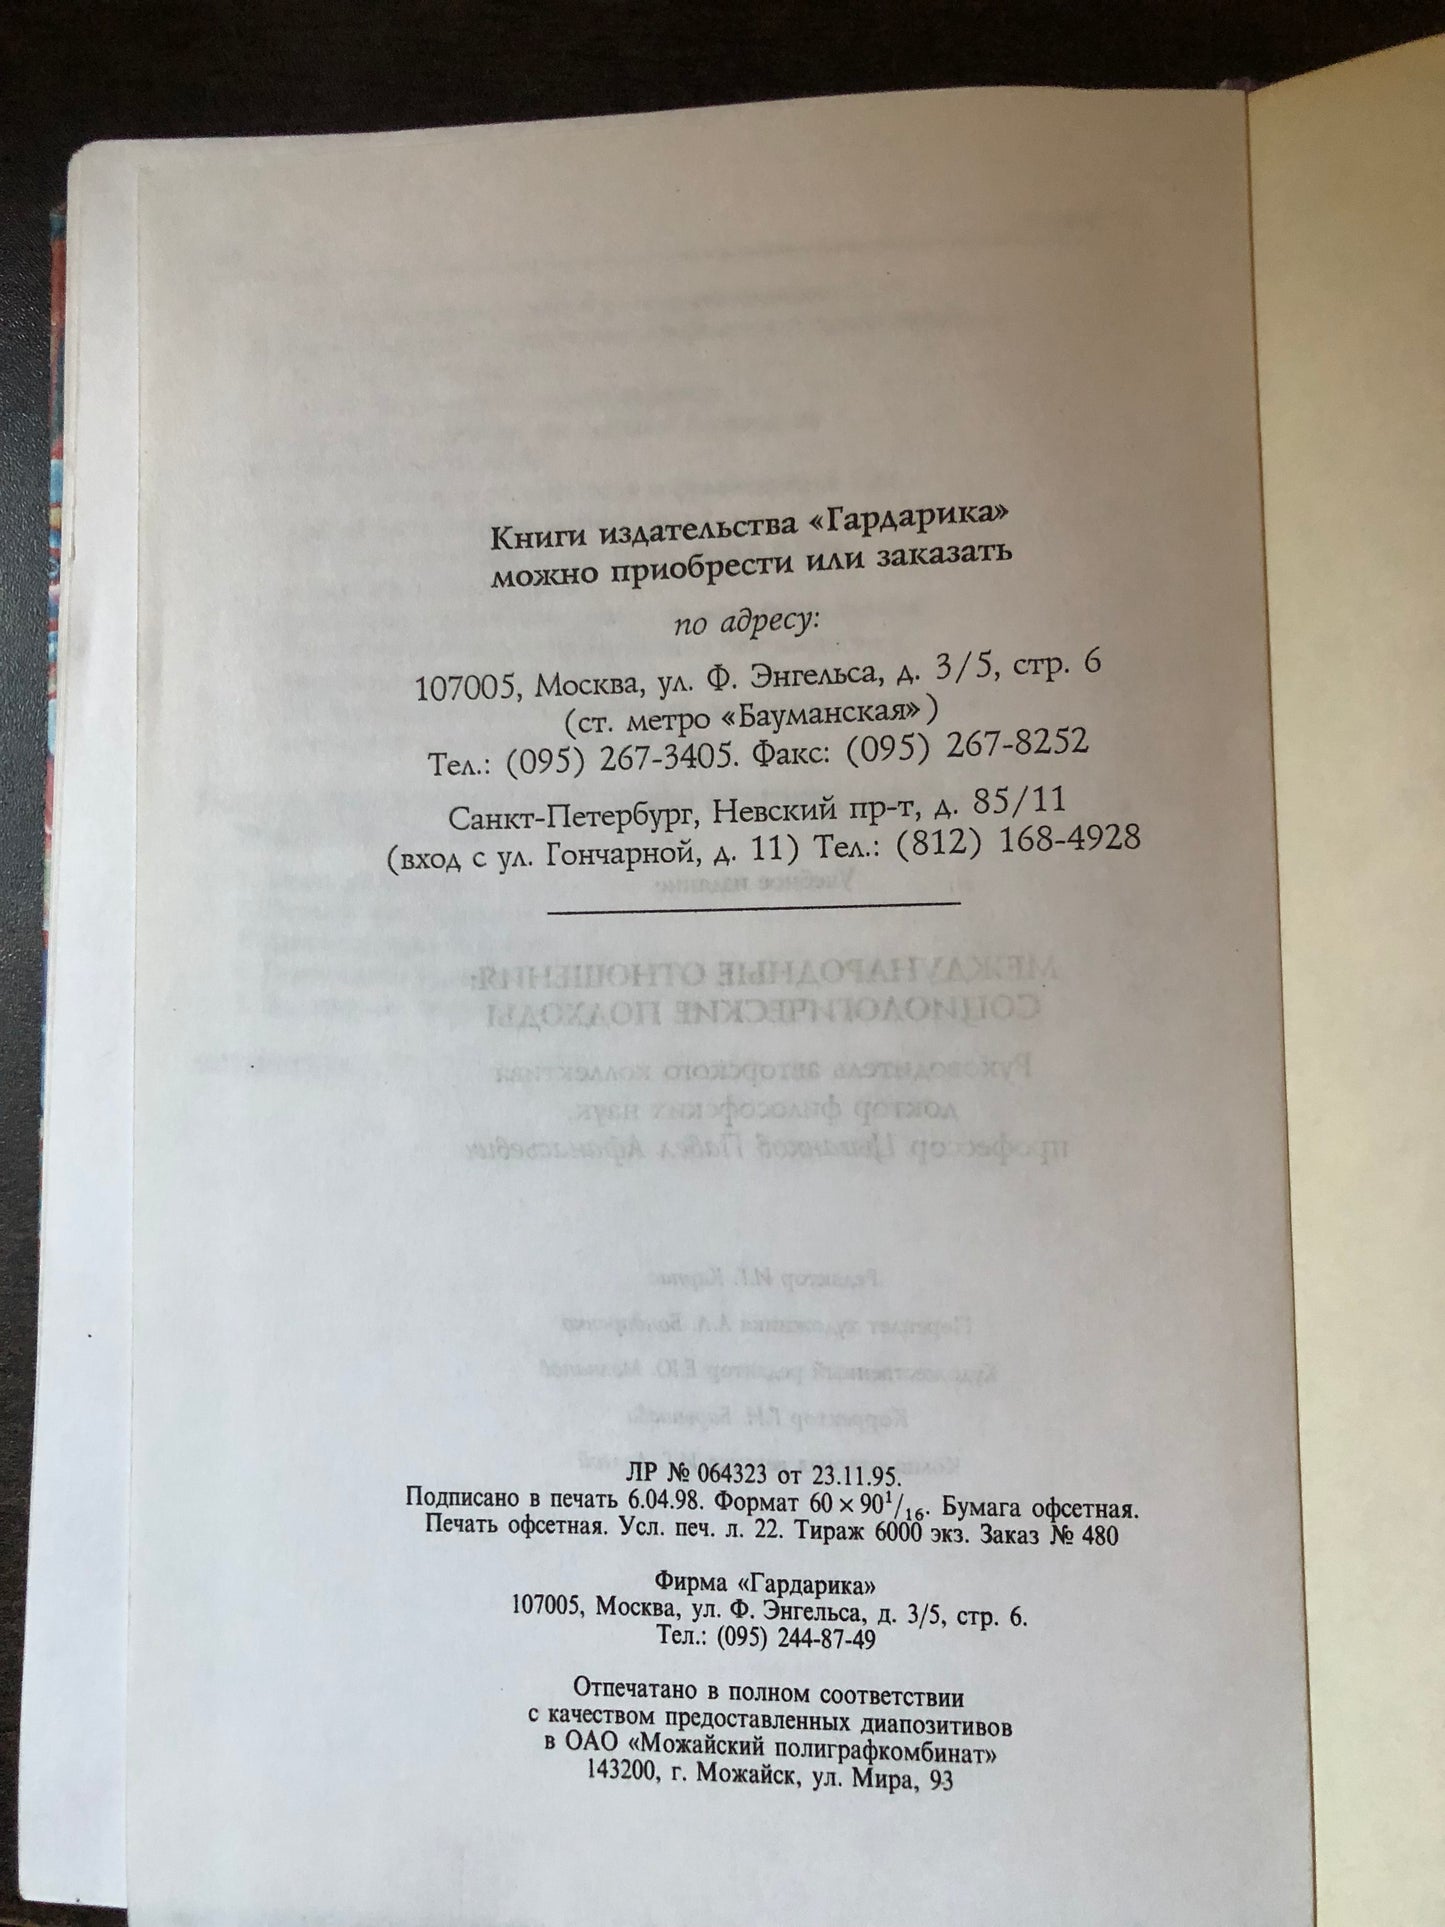 Книги издательства «Гардарика»
можно приобрести или заказать
по адресу:
107005, Москва, ул. Ф. Энгельса, д. 3/5, стр. 6
(ст. метро «Бауманская»)
Тел.: (095) 267-3405. Факс: (095) 267-8252
Санкт-Петербург, Невский пр-т, д. 85/11
(вход с ул. Гончарной, д. 11) Тел.: (812) 168-4928
ЛР № 064323 от 23.11.95.
Подписано в печать 6.04.98. Формат 60 × 90¹/₁₆. Бумага офсетная.
Печать офсетная. Усл. печ. л. 22. Тираж 6000 экз. Заказ № 480
Фирма «Гардарика»
107005, Москва, ул. Ф. Энгельса, д. 3/5, стр. 6.
Тел.: (095) 244-87-49
Отпечатано в полном соответствии
с качеством предоставленных диапозитивов
в ОАО «Можайский полиграфкомбинат»
143200, г. Можайск, ул. Мира, 93